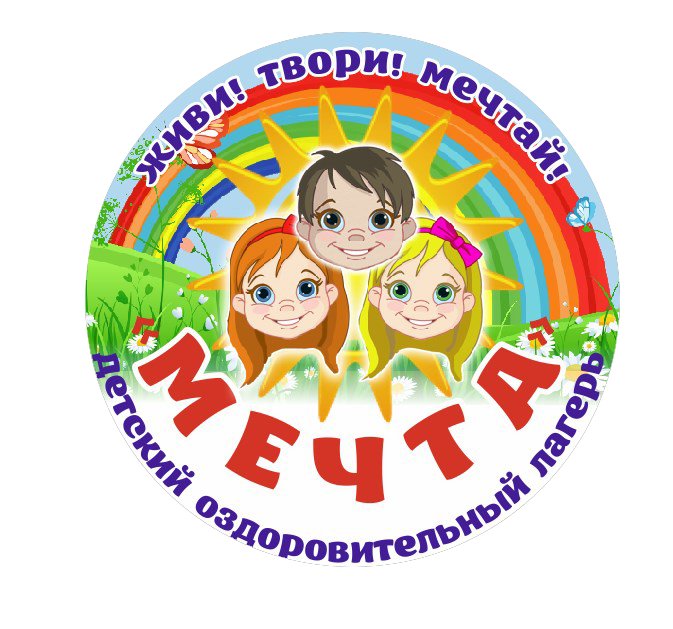 живи! твори! мечтай!
"МЕЧТА"
детский оздоровительный лагерь